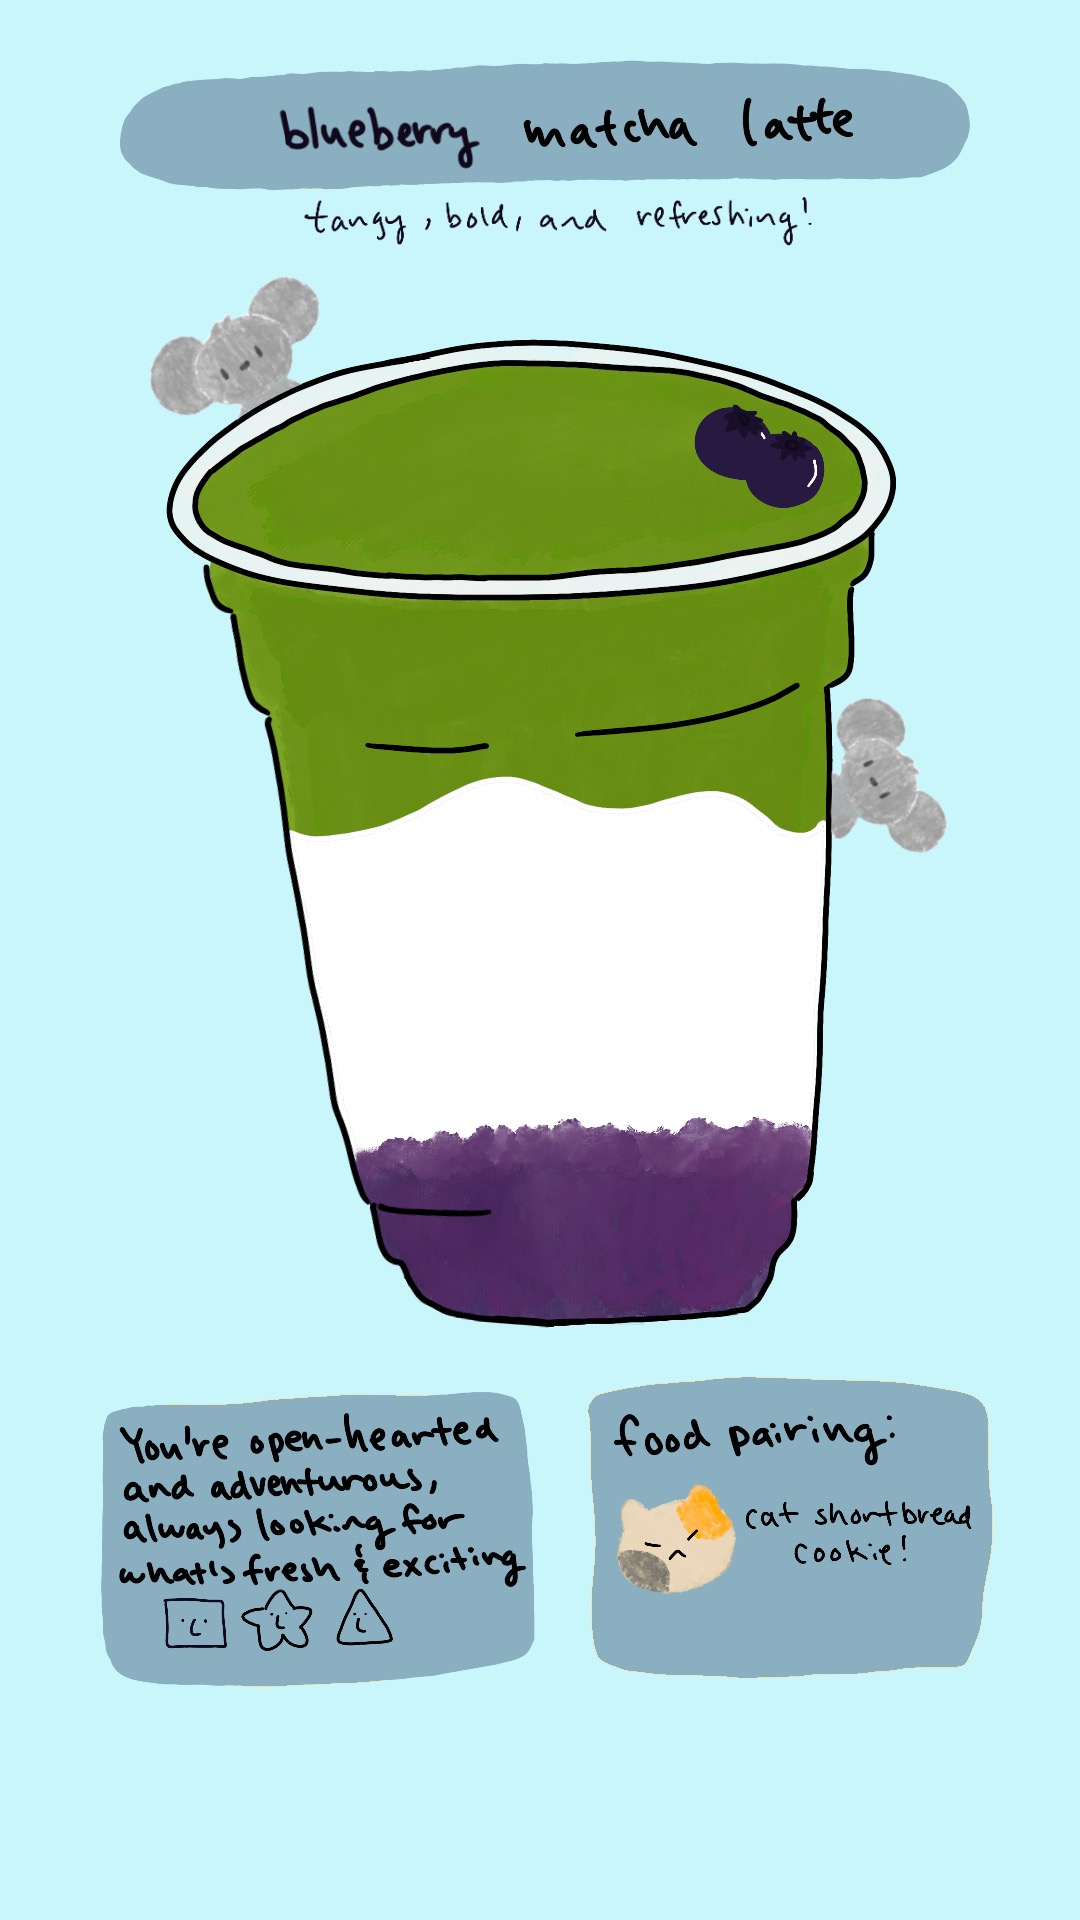 blueberry matcha latte
tangy, bold, and refreshing!
You're open-hearted
and adventurous,
always looking for
what's fresh & exciting
food pairing:
cat shortbread
cookie!